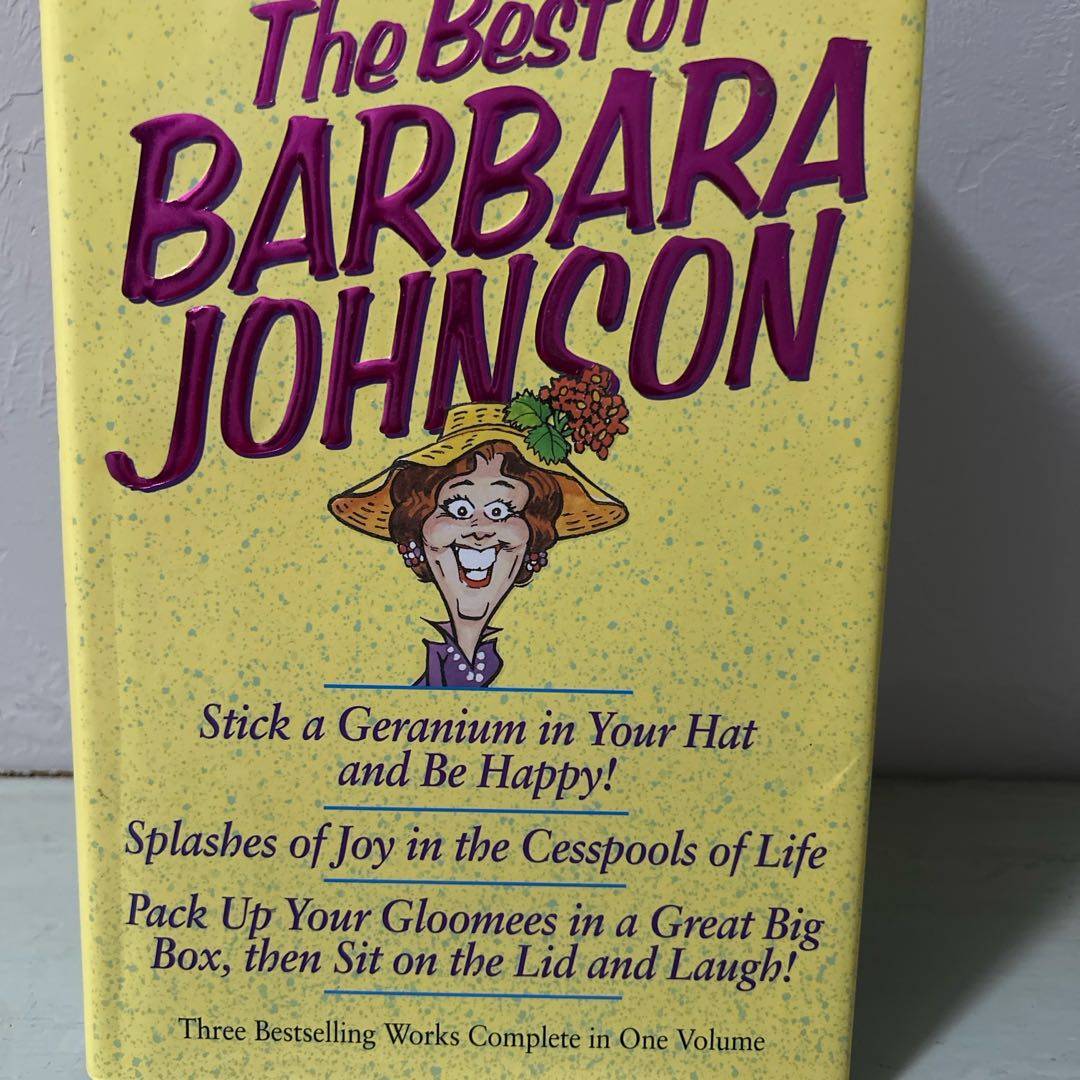 The Best of
BARBARA
JOHNSON
Stick a Geranium in Your Hat
and Be Happy!
Splashes of Joy in the Cesspools of Life
Pack Up Your Gloomees in a Great Big
Box, then Sit on the Lid and Laugh!
Three Bestselling Works Complete in One Volume